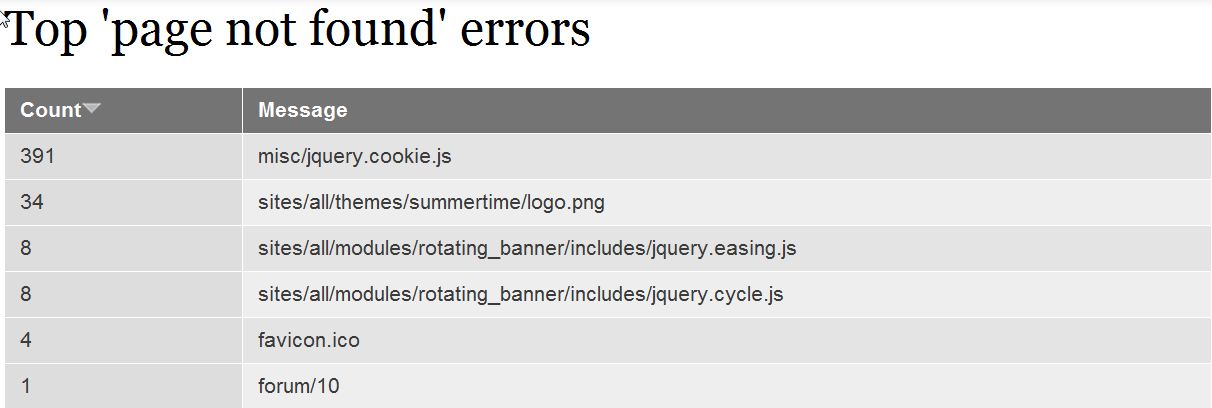 Top 'page not found' errors
Count Message
391 misc/jquery.cookie.js
34 sites/all/themes/summertime/logo.png
8 sites/all/modules/rotating_banner/includes/jquery.easing.js
8 sites/all/modules/rotating_banner/includes/jquery.cycle.js
4 favicon.ico
1 forum/10